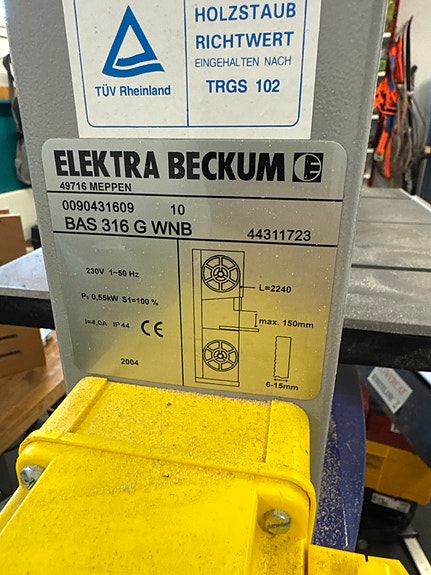 HOLZSTAUB
RICHTWERT
EINGEHALTEN NACH
TRGS 102
TÜV Rheinland
ELEKTRA BECKUM
49716 MEPPEN
0090431609 10
BAS 316 G WNB 44311723
230V 1~50 Hz
P₂ 0,55kW S1=100 %
I=4,0A IP 44 CE
2004
L=2240
max. 150mm
6-15mm